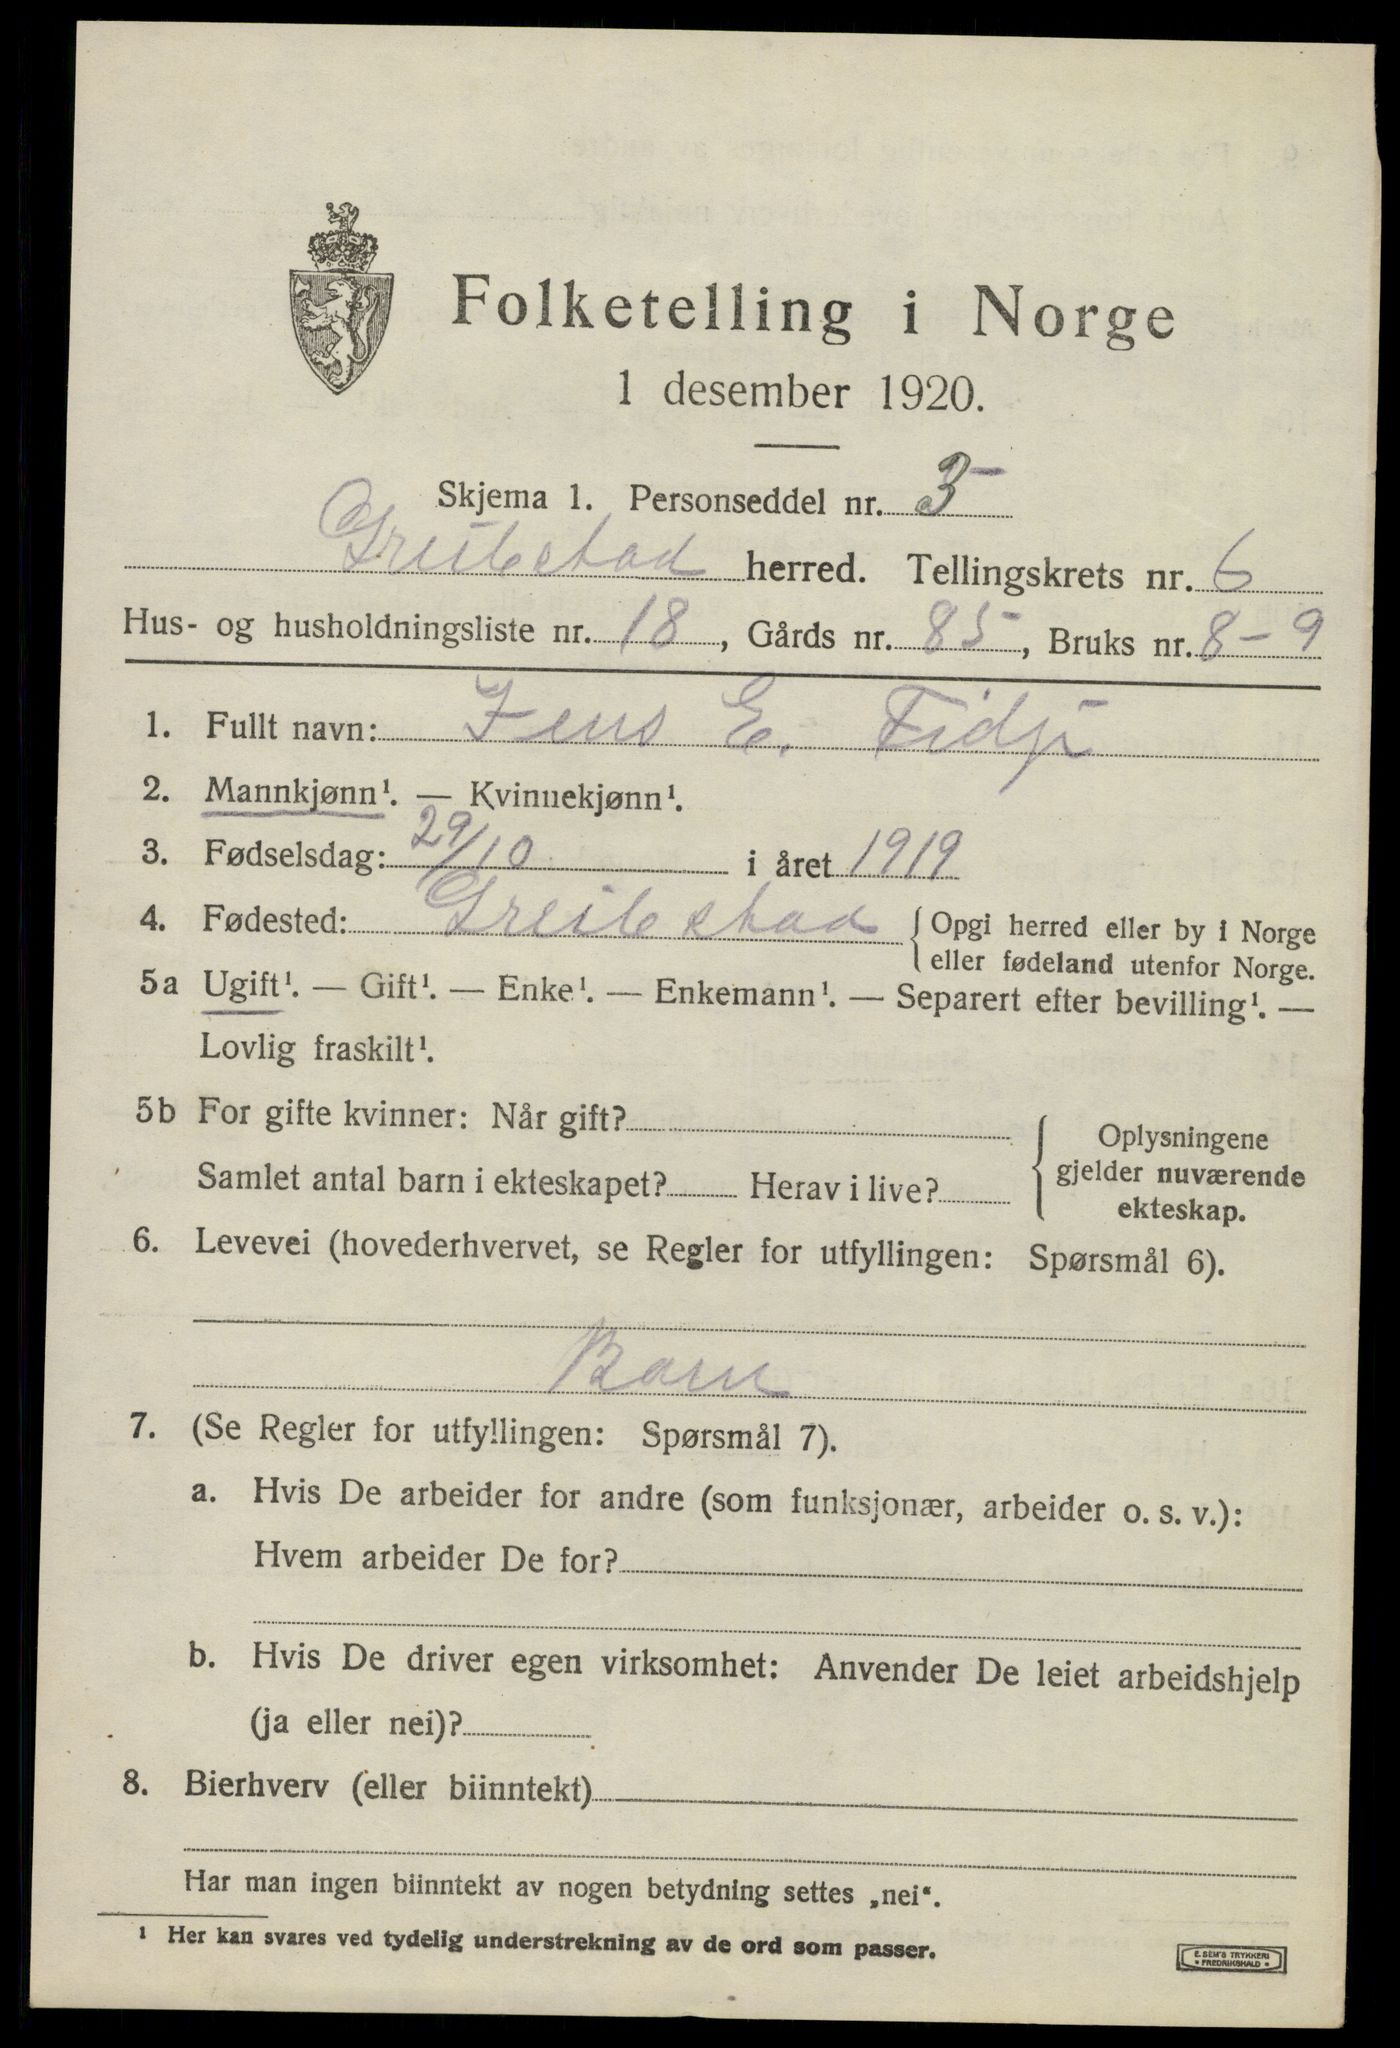 Folketelling i Norge
1 desember 1920.
Skjema 1. Personseddel nr. 3
Greibstad herred. Tellingskrets nr. 6
Hus- og husholdningsliste nr. 18, Gårds nr. 85, Bruks nr. 8-9
1. Fullt navn: Jens E. Fidje
2. Mannkjønn¹. — Kvinnekjønn¹.
3. Fødselsdag: 29/10 i året 1919
4. Fødested: Greibstad { Opgi herred eller by i Norge
eller fødeland utenfor Norge.
5a Ugift¹. — Gift¹. — Enke¹. — Enkemann¹. — Separert efter bevilling¹. —
Lovlig fraskilt¹.
5b For gifte kvinner: Når gift?
Samlet antal barn i ekteskapet? Herav i live?
{ Oplysningene
gjelder nuværende
ekteskap.
6. Levevei (hovederhvervet, se Regler for utfyllingen: Spørsmål 6).
Barn
7. (Se Regler for utfyllingen: Spørsmål 7).
a. Hvis De arbeider for andre (som funksjonær, arbeider o. s. v.):
Hvem arbeider De for?
b. Hvis De driver egen virksomhet: Anvender De leiet arbeidshjelp
(ja eller nei)?
8. Bierhverv (eller biinntekt)
Har man ingen biinntekt av nogen betydning settes „nei“.
¹ Her kan svares ved tydelig understrekning av de ord som passer.
E. SEM'S TRYKKERI
* FREDRIKSHALD *